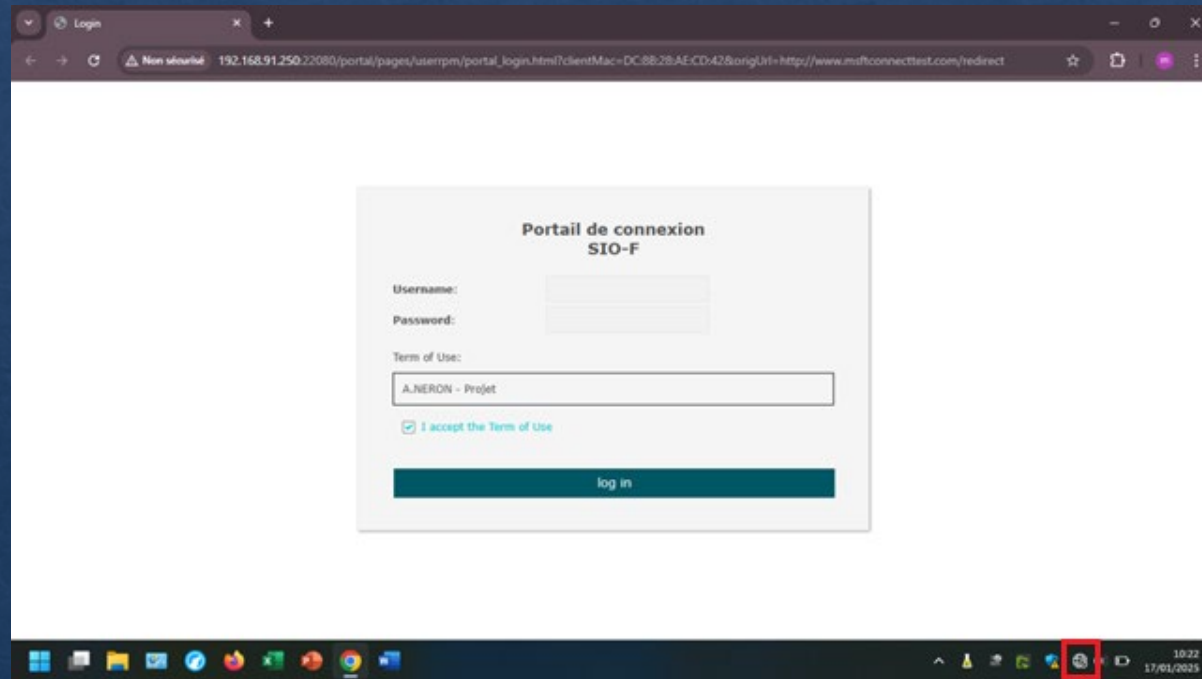 Login
Non sécurisé 192.168.91.250:22080/portal/pages/userrpm/portal_login.html?clientMac=DC:8B:28:AE:CD:42&origUrl=http://www.msftconnecttest.com/redirect
Portail de connexion
SIO-F
Username:
Password:
Term of Use:
A.NERON - Projet
I accept the Term of Use
log in
10:22
17/01/2025